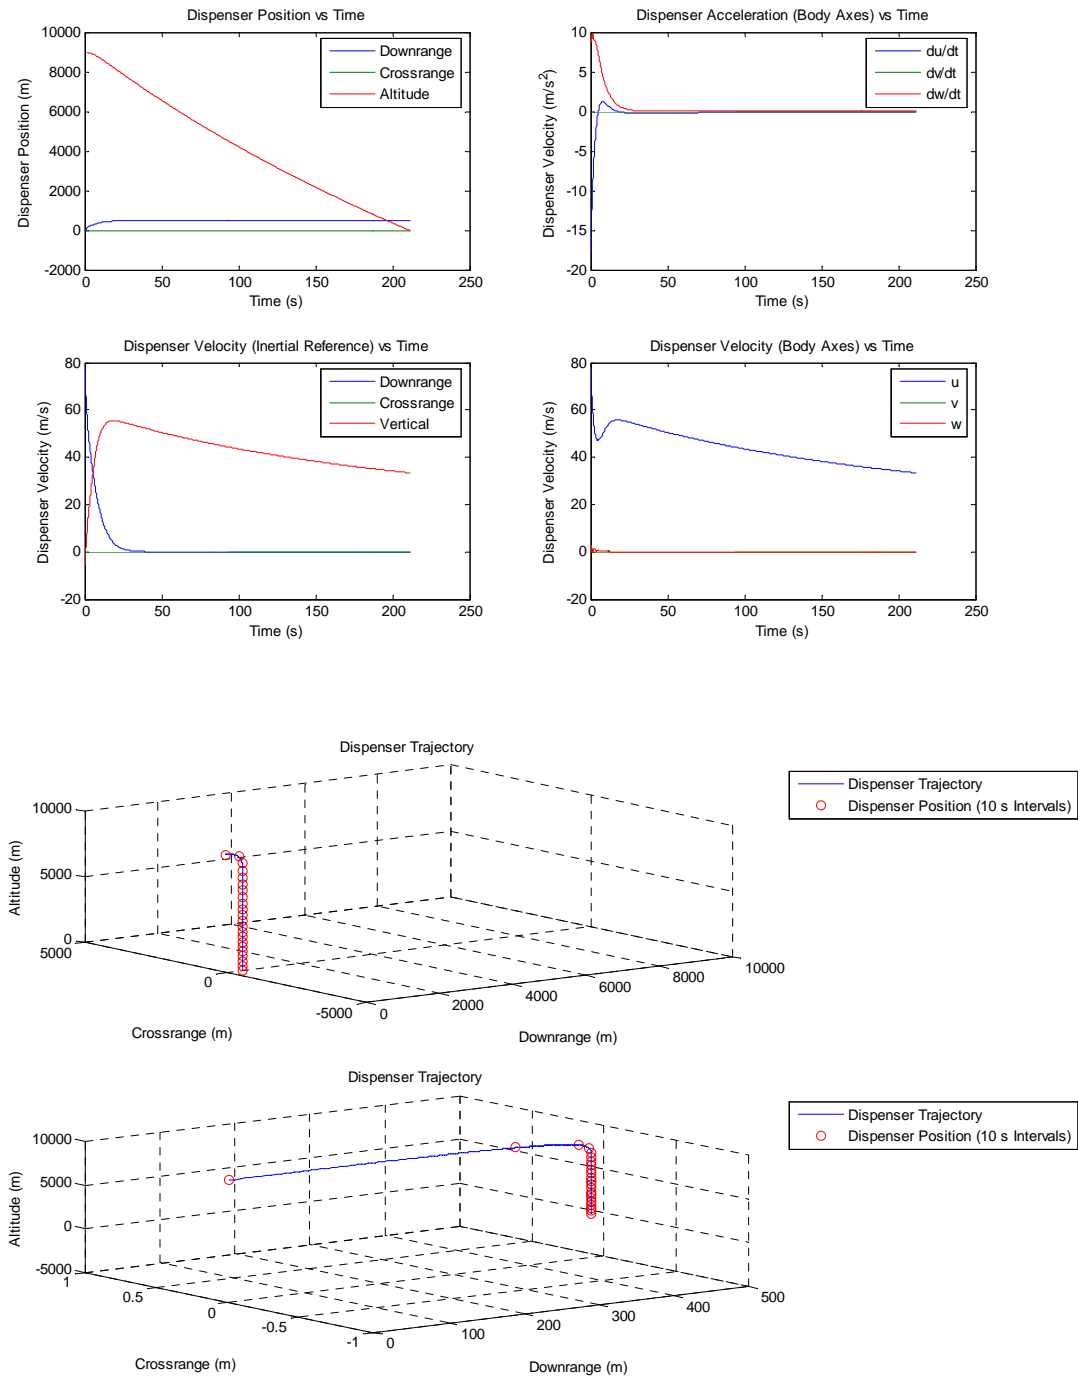 Dispenser Position vs Time
Dispenser Position (m)
10000
8000
6000
4000
2000
0
-2000
0 50 100 150 200 250
Time (s)
Downrange
Crossrange
Altitude
Dispenser Acceleration (Body Axes) vs Time
Dispenser Velocity (m/s²)
10
5
0
-5
-10
-15
-20
0 50 100 150 200 250
Time (s)
du/dt
dv/dt
dw/dt
Dispenser Velocity (Inertial Reference) vs Time
Dispenser Velocity (m/s)
80
60
40
20
0
-20
0 50 100 150 200 250
Time (s)
Downrange
Crossrange
Vertical
Dispenser Velocity (Body Axes) vs Time
Dispenser Velocity (m/s)
80
60
40
20
0
-20
0 50 100 150 200 250
Time (s)
u
v
w
Dispenser Trajectory
Altitude (m)
10000
5000
0
5000
0
-5000
Crossrange (m)
0
2000
4000
6000
8000
10000
Downrange (m)
Dispenser Trajectory
Dispenser Position (10 s Intervals)
Dispenser Trajectory
Altitude (m)
10000
5000
0
-5000
1
0.5
0
-0.5
-1
Crossrange (m)
0
100
200
300
400
500
Downrange (m)
Dispenser Trajectory
Dispenser Position (10 s Intervals)